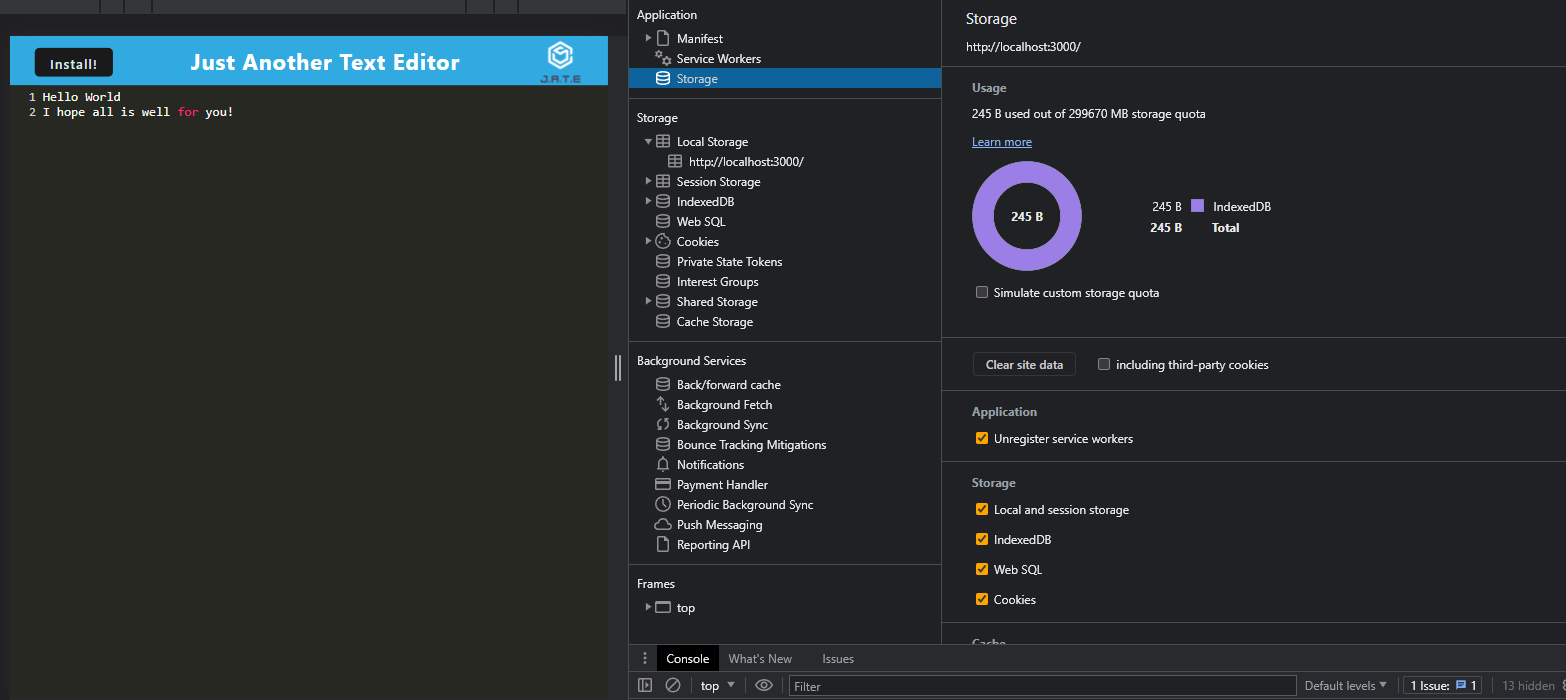 Install!
Just Another Text Editor
J.A.T.E
1 Hello World
2 I hope all is well for you!
Application
Manifest
Service Workers
Storage
Storage
Local Storage
http://localhost:3000/
Session Storage
IndexedDB
Web SQL
Cookies
Private State Tokens
Interest Groups
Shared Storage
Cache Storage
Background Services
Back/forward cache
Background Fetch
Background Sync
Bounce Tracking Mitigations
Notifications
Payment Handler
Periodic Background Sync
Push Messaging
Reporting API
Frames
top
Storage
http://localhost:3000/
Usage
245 B used out of 299670 MB storage quota
Learn more
245 B
245 B IndexedDB
245 B Total
Simulate custom storage quota
Clear site data
including third-party cookies
Application
Unregister service workers
Storage
Local and session storage
IndexedDB
Web SQL
Cookies
Cache
Console What's New Issues
top Filter Default levels 1 Issue: 1 13 hidden